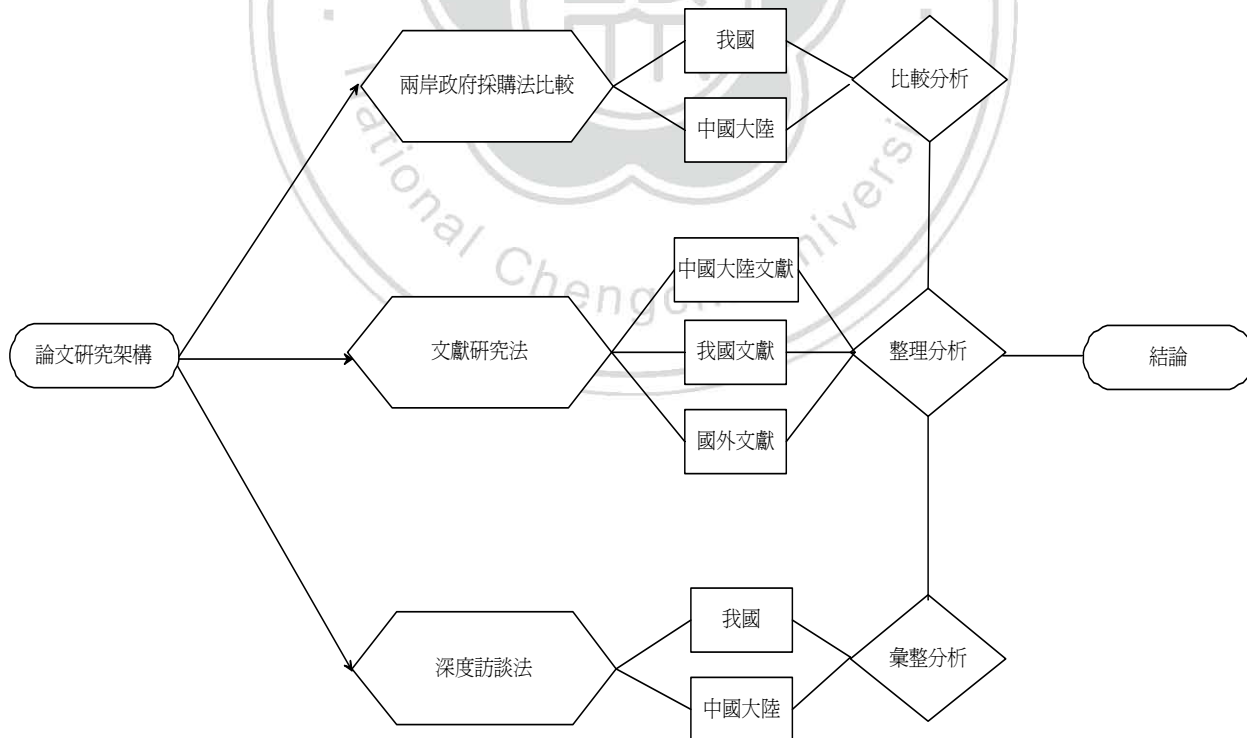 我國
兩岸政府採購法比較
比較分析
中國大陸
中國大陸文獻
論文研究架構
文獻研究法
我國文獻
整理分析
結論
國外文獻
我國
深度訪談法
彙整分析
中國大陸
National Chengchi Universi